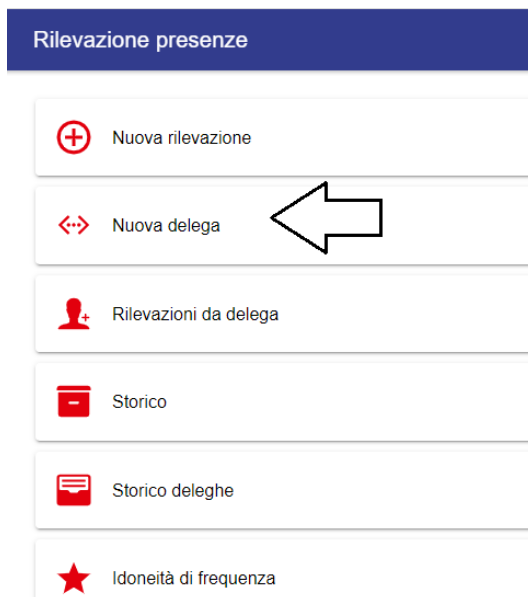 Rilevazione presenze
Nuova rilevazione
Nuova delega
Rilevazioni da delega
Storico
Storico deleghe
Idoneità di frequenza